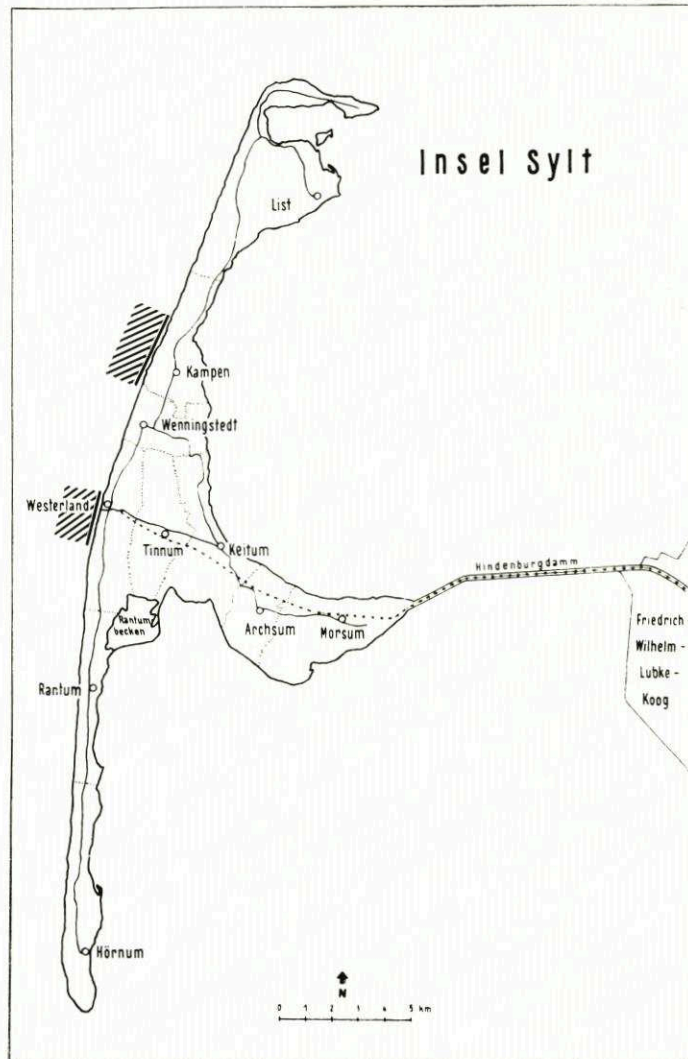 Insel Sylt
List
Kampen
Wenningstedt
Westerland
Tinnum
Keitum
Hindenburgdamm
Rantum
becken
Archsum
Morsum
Friedrich
Wilhelm -
Lubke -
Koog
Rantum
Hörnum
N
0 1 2 3 4 5 km